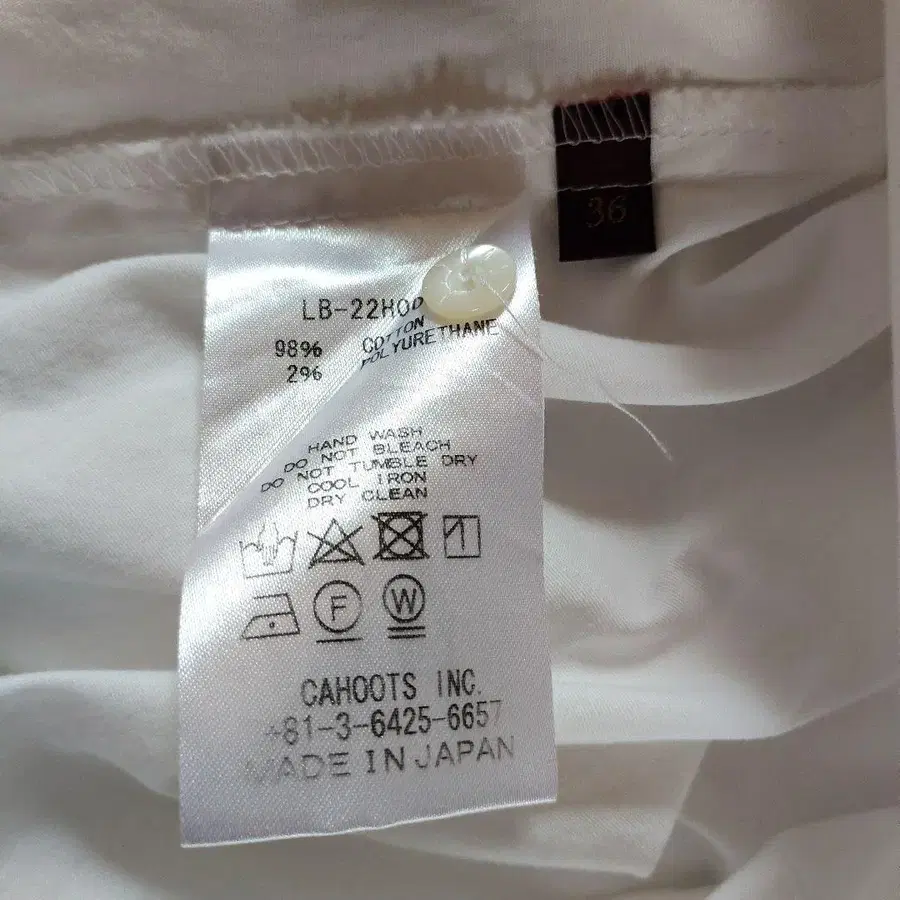 36
LB-22H00
98% COTTON
2% POLYURETHANE
HAND WASH
DO NOT BLEACH
DO NOT TUMBLE DRY
COOL IRON
DRY CLEAN
F W
CAHOOTS INC.
+81-3-6425-6657
MADE IN JAPAN